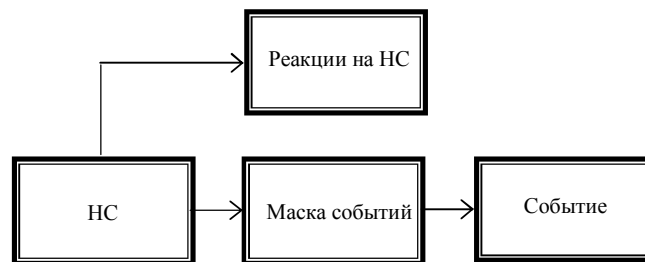 Реакции на НС
НС
Маска событий
Событие